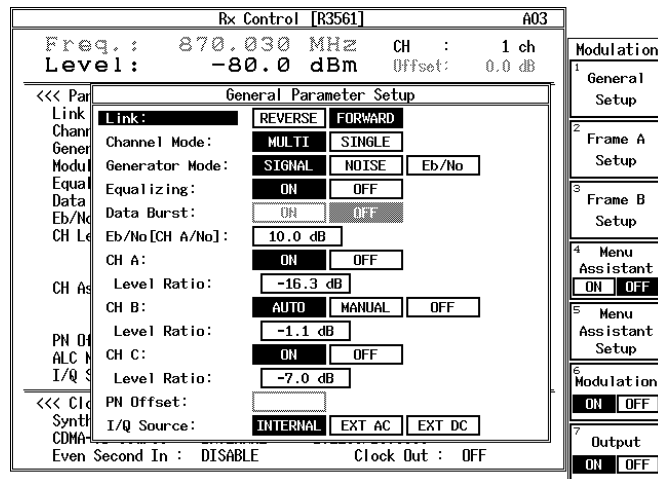 Rx Control [R3561] A03
Freq.: 870.030 MHz CH : 1 ch
Level: -80.0 dBm Offset: 0.0 dB
<<< Par
Link
Chann
Gener
Modul
Equal
Data
Eb/No
CH Le
CH As
PN Of
ALC
I/Q
<<< Clo
Synth
CDMA-
Even Second In : DISABLE Clock Out : OFF
General Parameter Setup
Link: REVERSE FORWARD
Channel Mode: MULTI SINGLE
Generator Mode: SIGNAL NOISE Eb/No
Equalizing: ON OFF
Data Burst: ON OFF
Eb/No[CH A/No]: 10.0 dB
CH A: ON OFF
Level Ratio: -16.3 dB
CH B: AUTO MANUAL OFF
Level Ratio: -1.1 dB
CH C: ON OFF
Level Ratio: -7.0 dB
PN Offset:
I/Q Source: INTERNAL EXT AC EXT DC
Modulation
1 General
Setup
2 Frame A
Setup
3 Frame B
Setup
4 Menu
Assistant
ON OFF
5 Menu
Assistant
Setup
6
Modulation
ON OFF
7 Output
ON OFF